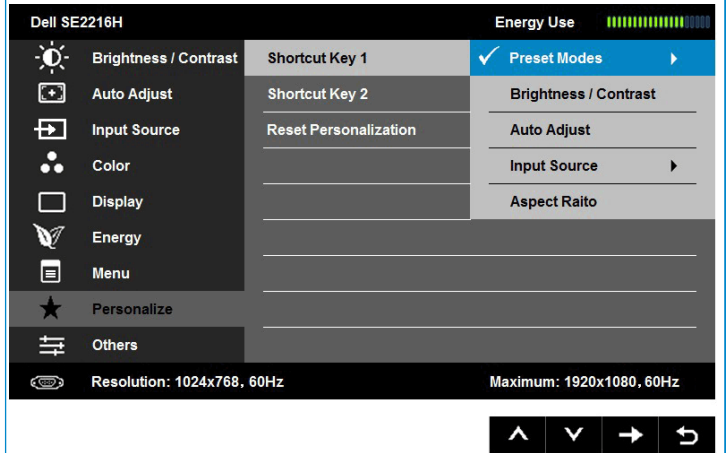 Dell SE2216H
Energy Use
Brightness / Contrast
Auto Adjust
Input Source
Color
Display
Energy
Menu
Personalize
Others
Shortcut Key 1
Shortcut Key 2
Reset Personalization
Preset Modes
Brightness / Contrast
Auto Adjust
Input Source
Aspect Raito
Resolution: 1024x768, 60Hz
Maximum: 1920x1080, 60Hz